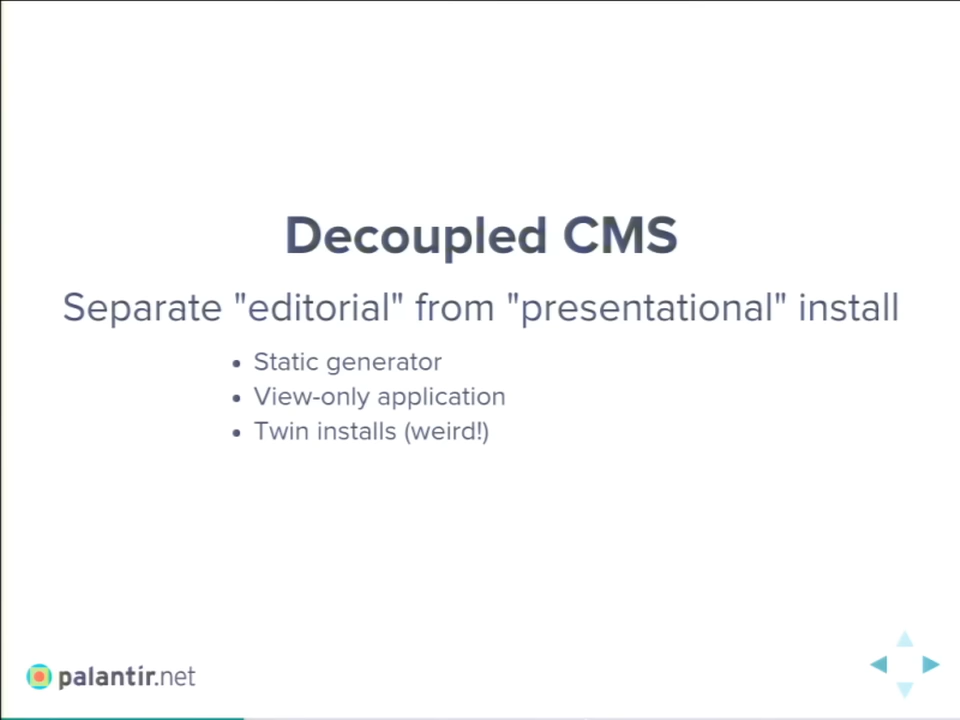 Decoupled CMS
Separate "editorial" from "presentational" install
• Static generator
• View-only application
• Twin installs (weird!)
palantir.net